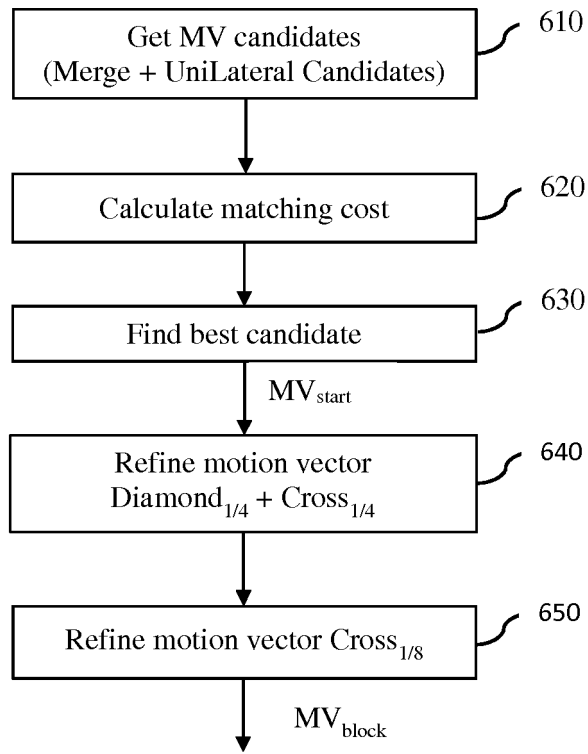 Get MV candidates
(Merge + UniLateral Candidates)
610
Calculate matching cost
620
Find best candidate
630
MVstart
Refine motion vector
Diamond1/4 + Cross1/4
640
Refine motion vector Cross1/8
650
MVblock